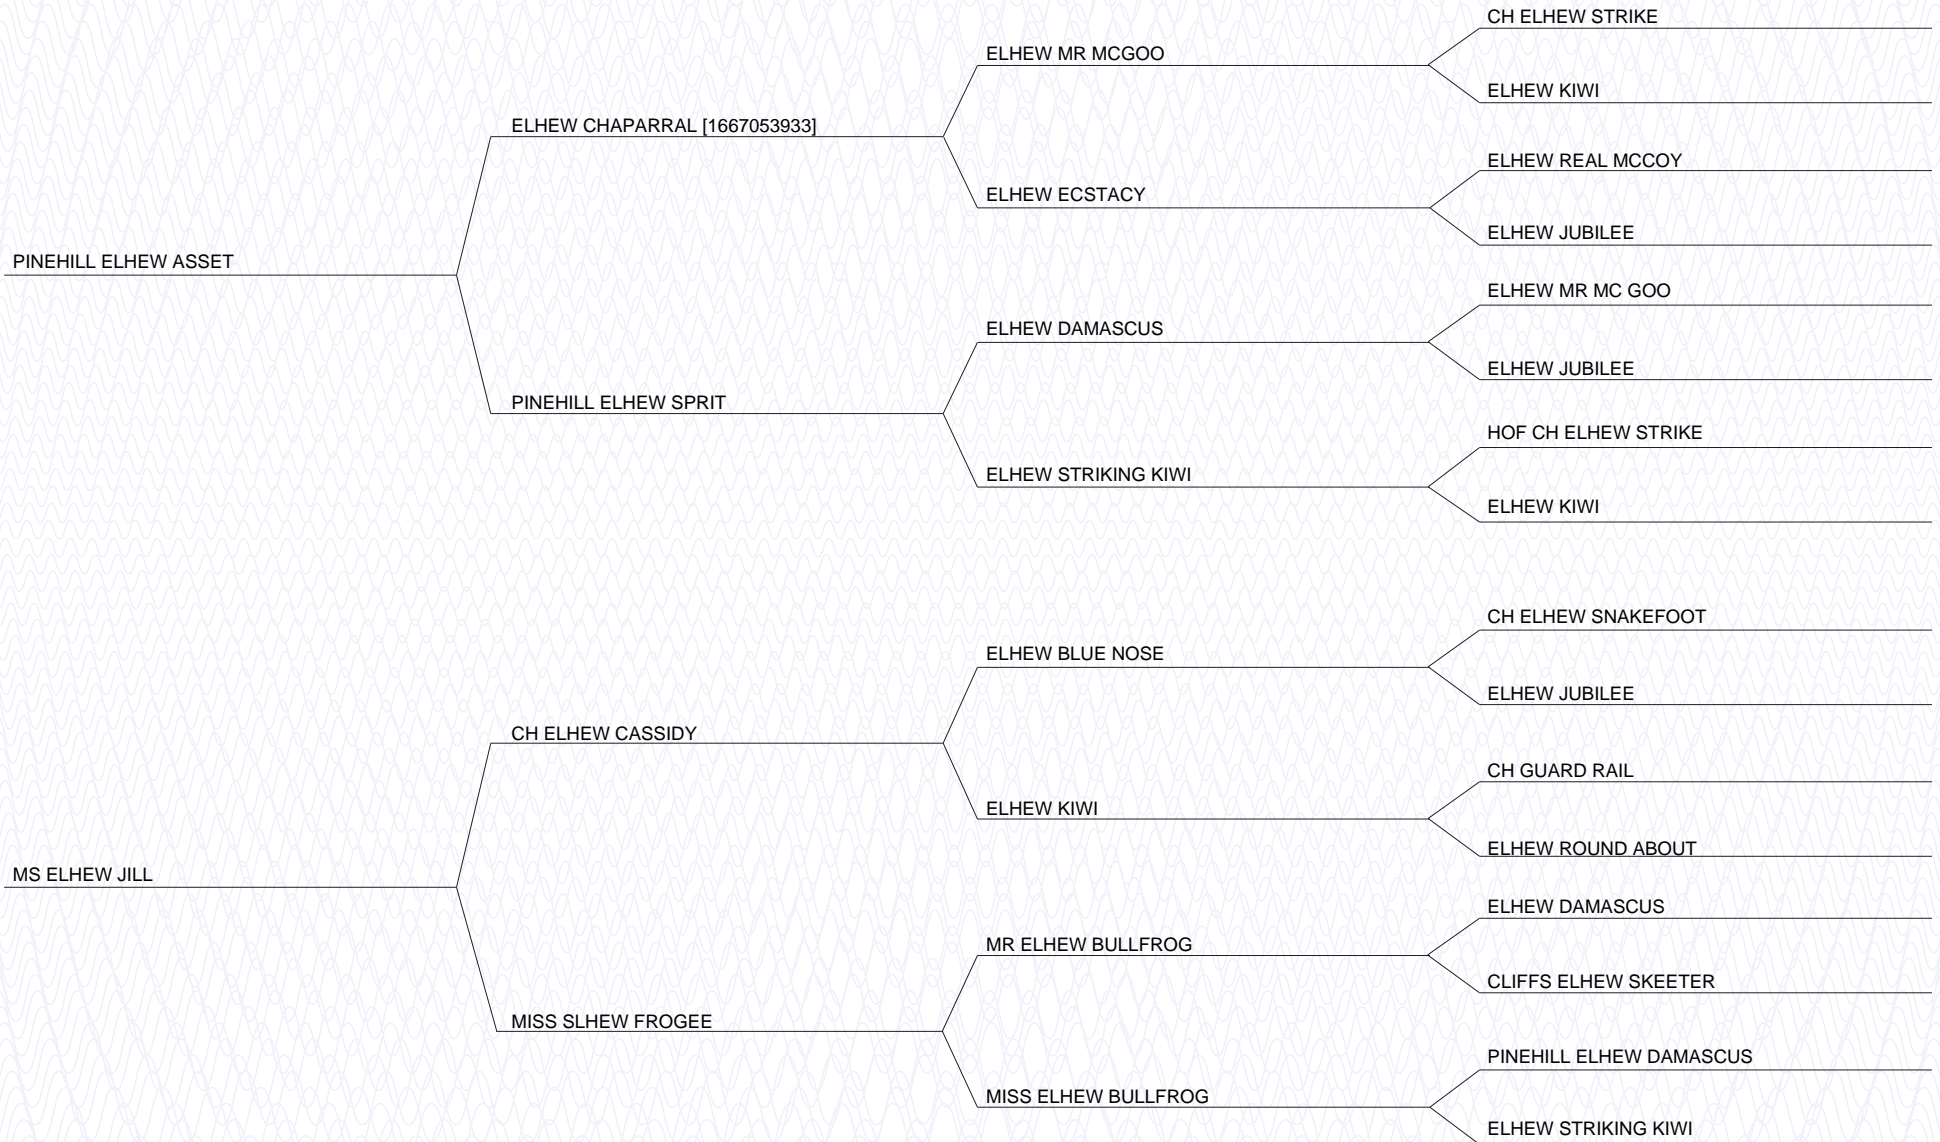 CH ELHEW STRIKE
ELHEW MR MCGOO
ELHEW KIWI
ELHEW CHAPARRAL [1667053933]
ELHEW REAL MCCOY
ELHEW ECSTACY
ELHEW JUBILEE
PINEHILL ELHEW ASSET
ELHEW MR MC GOO
ELHEW DAMASCUS
ELHEW JUBILEE
PINEHILL ELHEW SPRIT
HOF CH ELHEW STRIKE
ELHEW STRIKING KIWI
ELHEW KIWI
CH ELHEW SNAKEFOOT
ELHEW BLUE NOSE
ELHEW JUBILEE
CH ELHEW CASSIDY
CH GUARD RAIL
ELHEW KIWI
ELHEW ROUND ABOUT
MS ELHEW JILL
ELHEW DAMASCUS
MR ELHEW BULLFROG
CLIFFS ELHEW SKEETER
MISS SLHEW FROGEE
PINEHILL ELHEW DAMASCUS
MISS ELHEW BULLFROG
ELHEW STRIKING KIWI